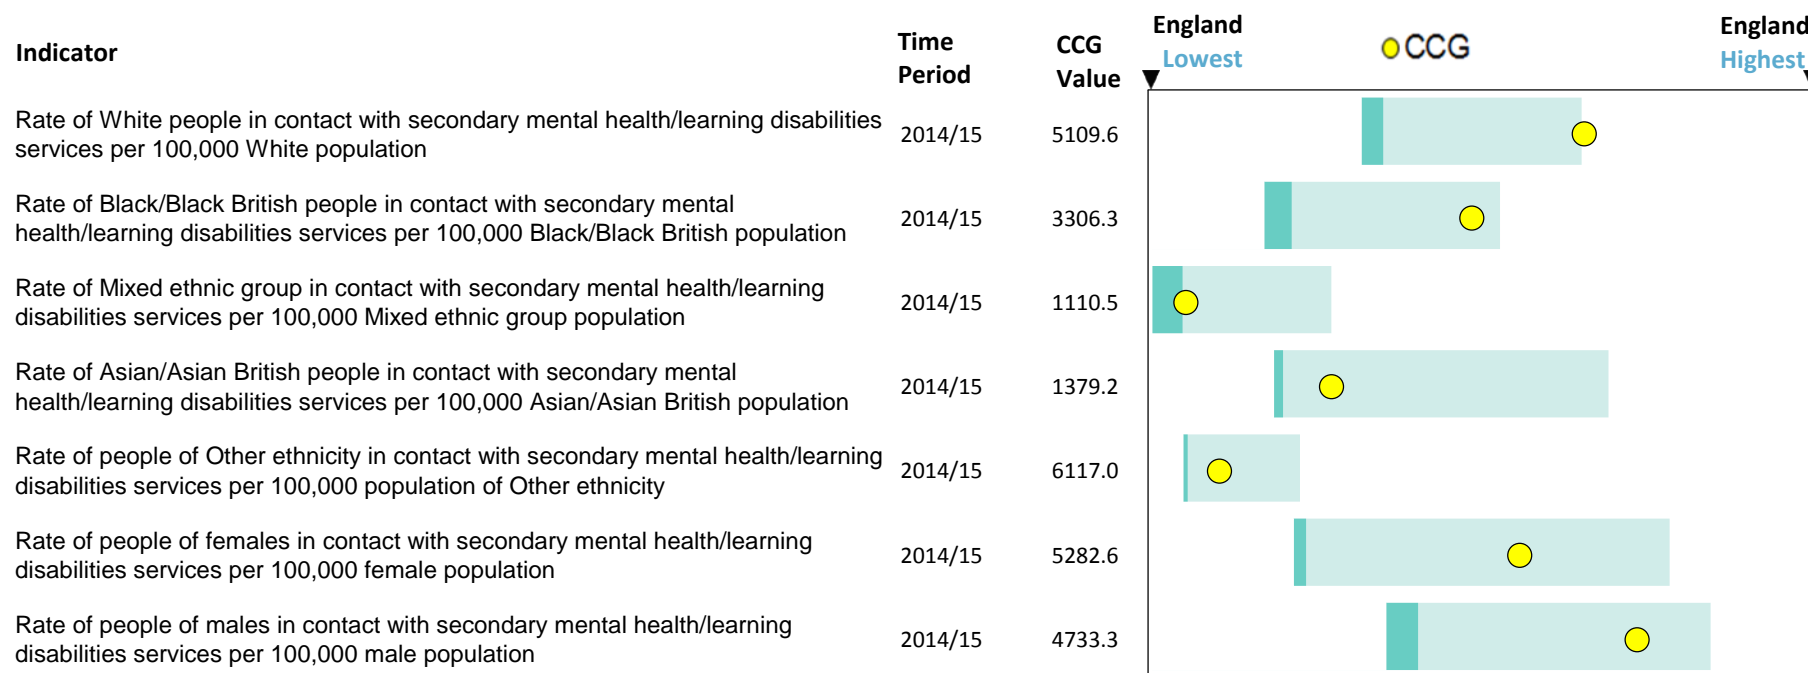 Indicator
Time
Period
CCG
Value
England
Lowest
CCG
England
Highest
Rate of White people in contact with secondary mental health/learning disabilities
services per 100,000 White population
2014/15
5109.6
Rate of Black/Black British people in contact with secondary mental
health/learning disabilities services per 100,000 Black/Black British population
2014/15
3306.3
Rate of Mixed ethnic group in contact with secondary mental health/learning
disabilities services per 100,000 Mixed ethnic group population
2014/15
1110.5
Rate of Asian/Asian British people in contact with secondary mental
health/learning disabilities services per 100,000 Asian/Asian British population
2014/15
1379.2
Rate of people of Other ethnicity in contact with secondary mental health/learning
disabilities services per 100,000 population of Other ethnicity
2014/15
6117.0
Rate of people of females in contact with secondary mental health/learning
disabilities services per 100,000 female population
2014/15
5282.6
Rate of people of males in contact with secondary mental health/learning
disabilities services per 100,000 male population
2014/15
4733.3